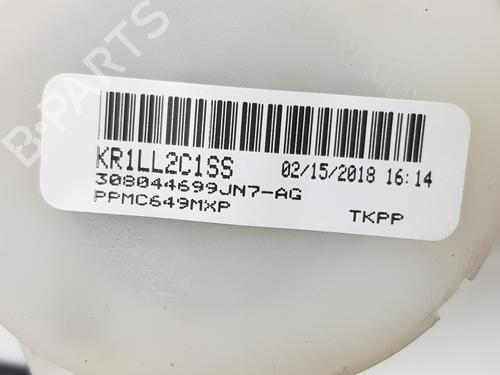 B-PARTS
KR1LL2C1SS 02/15/2018 16:14
308044699JN7-AG
PPMC649MXP TKPP